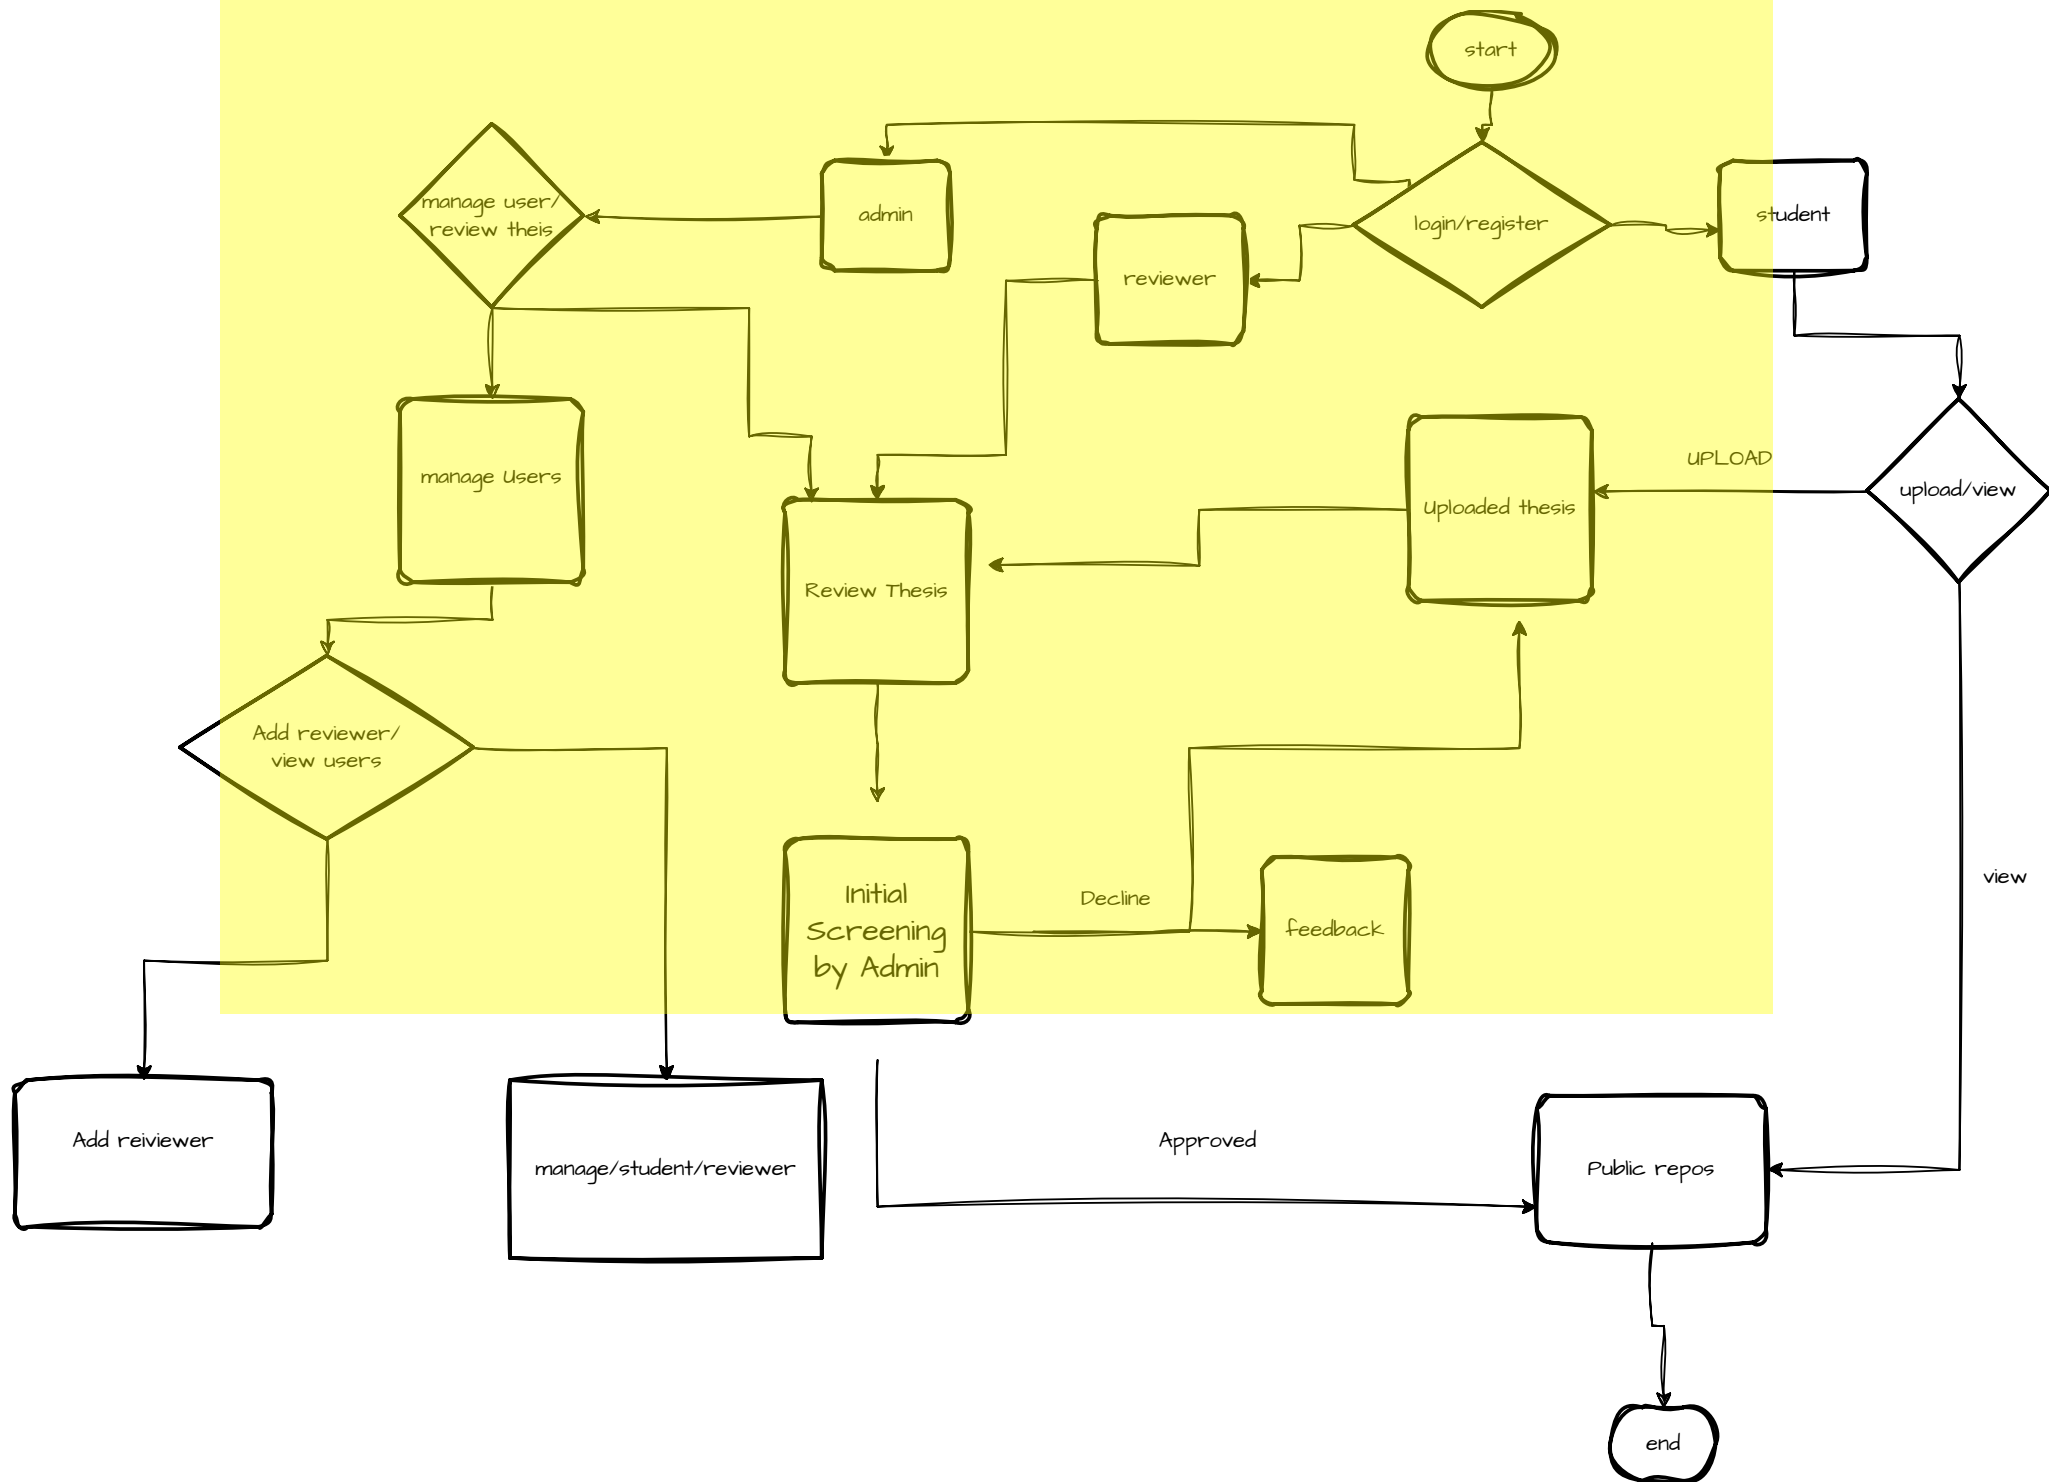 start
manage user/
review theis
admin
login/register
student
reviewer
manage Users
UPLOAD
upload/view
Uploaded thesis
Review Thesis
Add reviewer/
view users
Initial
Screening
by Admin
Decline
feedback
view
Add reiviewer
manage/student/reviewer
Approved
Public repos
end